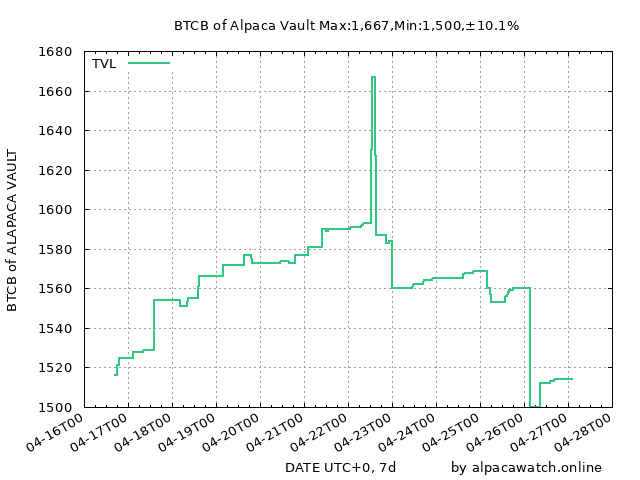 BTCB of Alpaca Vault Max:1,667,Min:1,500,±10.1%
TVL
BTCB of ALAPACA VAULT
1680
1660
1640
1620
1600
1580
1560
1540
1520
1500
04-16T00
04-17T00
04-18T00
04-19T00
04-20T00
04-21T00
04-22T00
04-23T00
04-24T00
04-25T00
04-26T00
04-27T00
04-28T00
DATE UTC+0, 7d
by alpacawatch.online